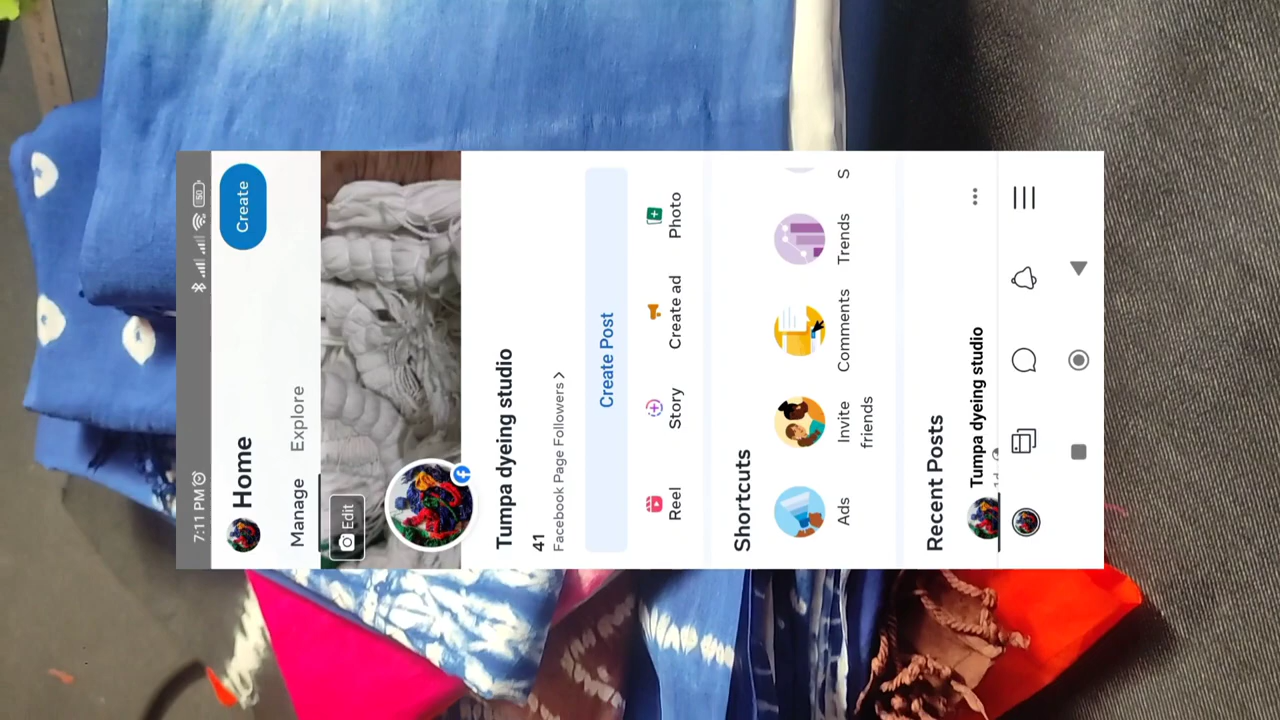 7:11 PM
50
Home
Create
Manage
Explore
Edit
Tumpa dyeing studio
41
Facebook Page Followers >
Create Post
Reel
Story
Create ad
Photo
Shortcuts
Ads
Invite friends
Comments
Trends
S
Recent Posts
Tumpa dyeing studio